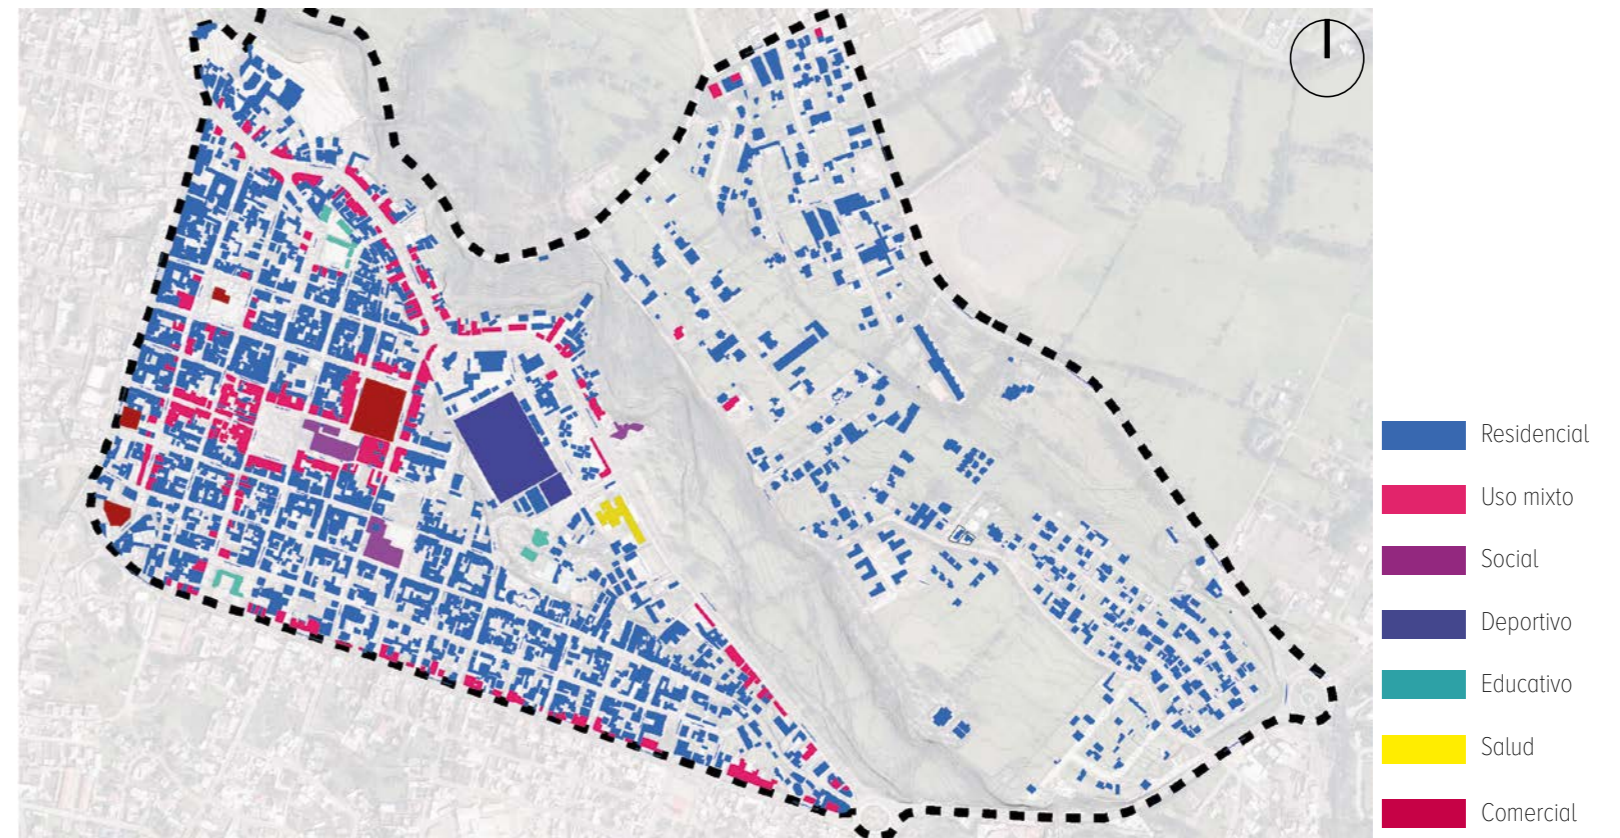 Residencial
Uso mixto
Social
Deportivo
Educativo
Salud
Comercial